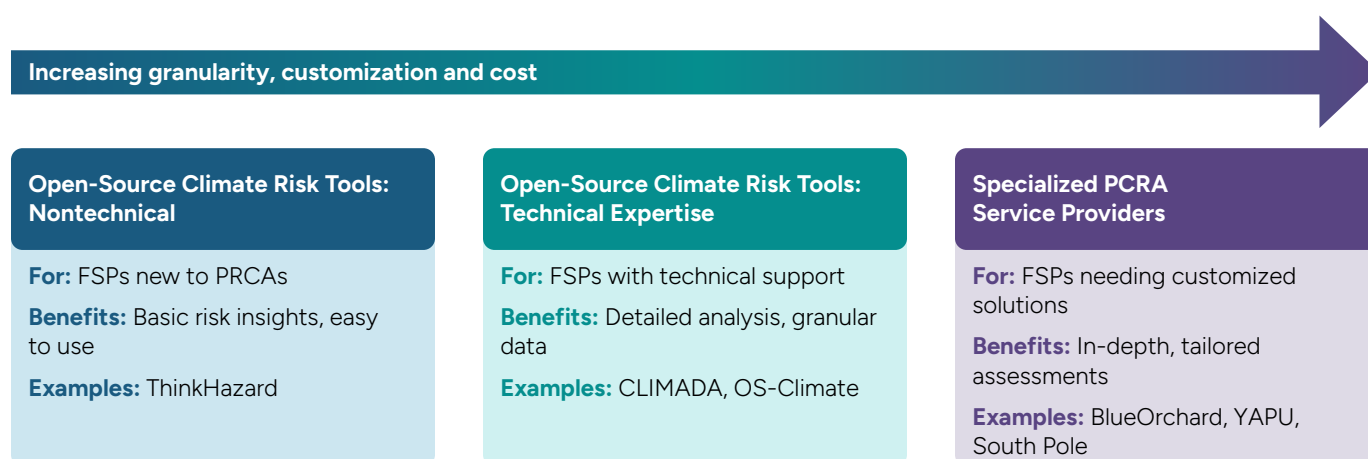 Increasing granularity, customization and cost
Open-Source Climate Risk Tools:
Nontechnical
For: FSPs new to PRCAs
Benefits: Basic risk insights, easy
to use
Examples: ThinkHazard
Open-Source Climate Risk Tools:
Technical Expertise
For: FSPs with technical support
Benefits: Detailed analysis, granular
data
Examples: CLIMADA, OS-Climate
Specialized PCRA
Service Providers
For: FSPs needing customized
solutions
Benefits: In-depth, tailored
assessments
Examples: BlueOrchard, YAPU,
South Pole